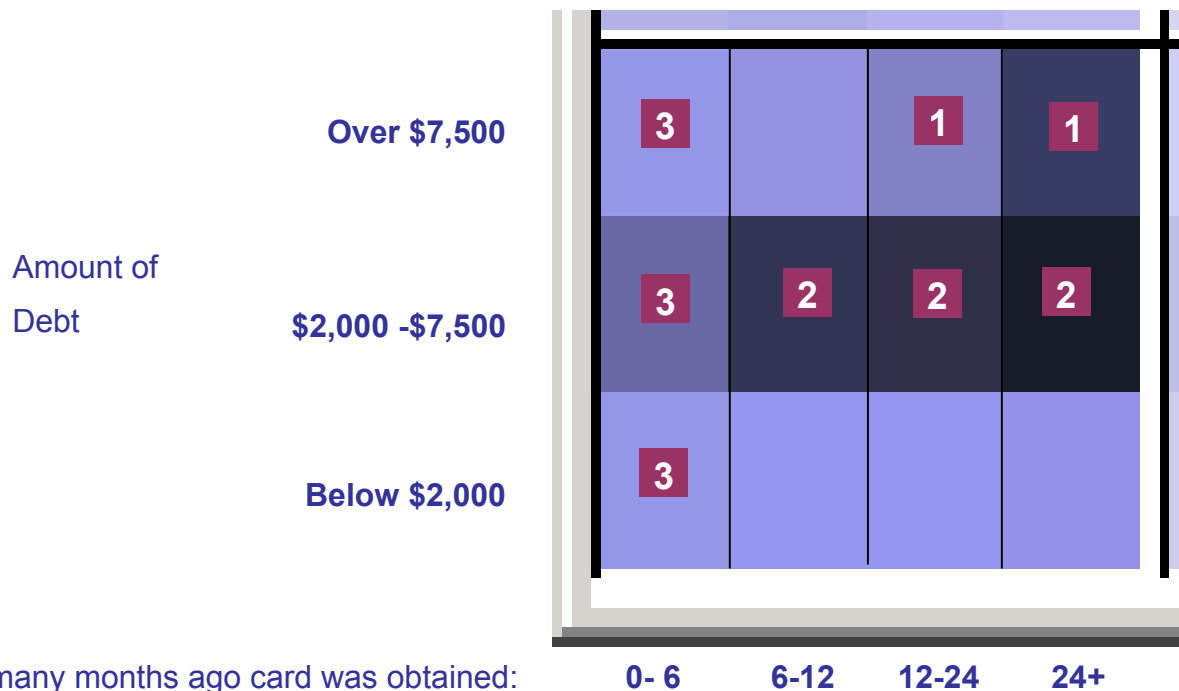 Over $7,500
3
1
1
Amount of
Debt
$2,000 -$7,500
3
2
2
2
Below $2,000
3
many months ago card was obtained:
0- 6
6-12
12-24
24+